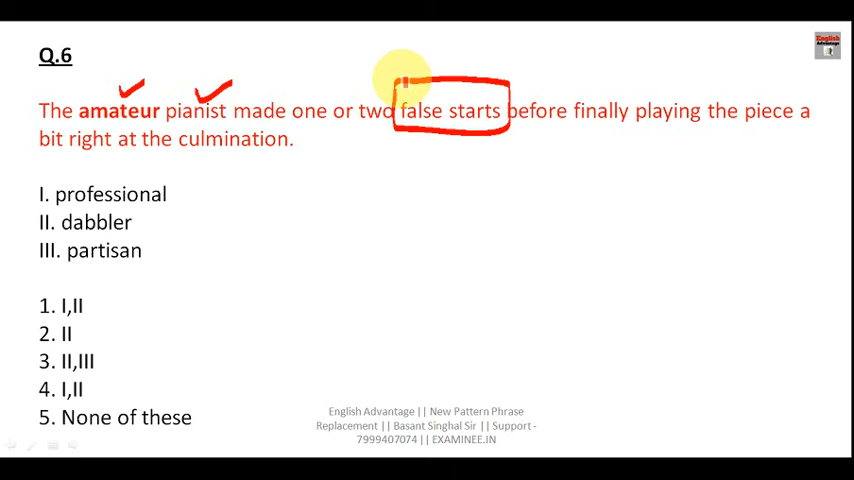 English
Advantage
Q.6
The amateur pianist made one or two false starts before finally playing the piece a
bit right at the culmination.
I. professional
II. dabbler
III. partisan
1. I,II
2. II
3. II,III
4. I,II
5. None of these
English Advantage || New Pattern Phrase
Replacement || Basant Singhal Sir || Support -
7999407074 || EXAMINEE.IN